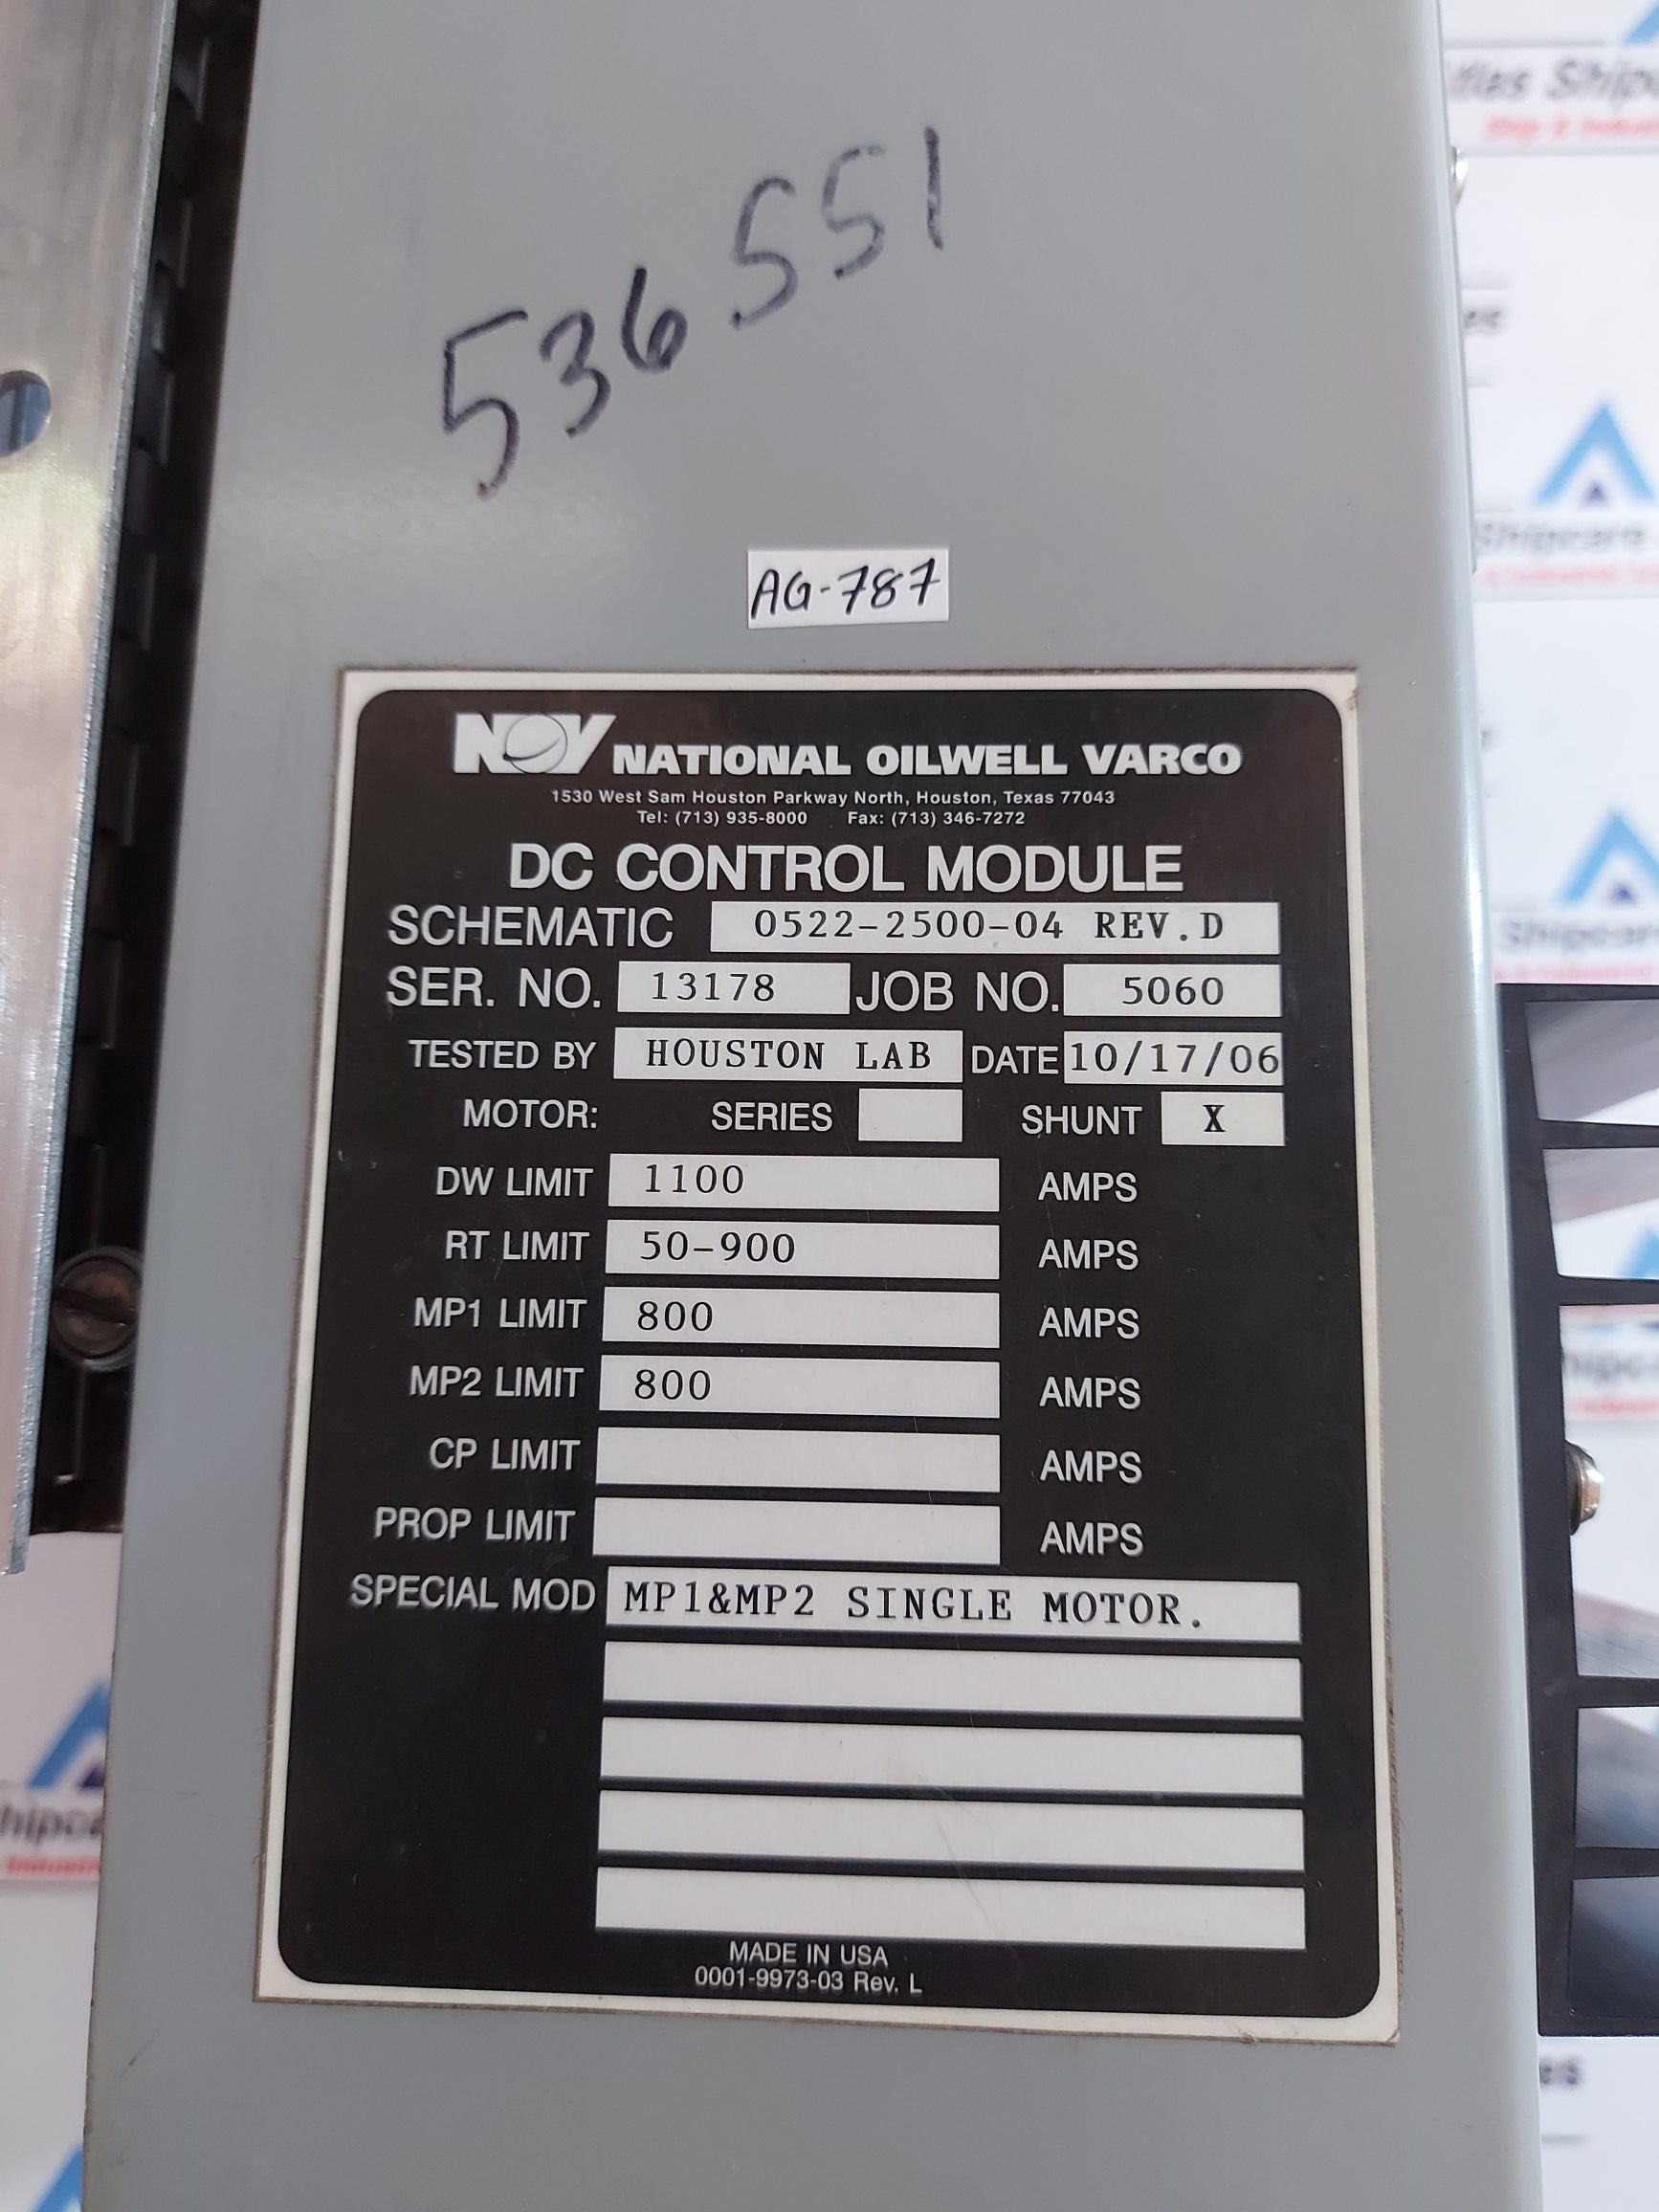 536 551
AG-787
NOV NATIONAL OILWELL VARCO
1530 West Sam Houston Parkway North, Houston, Texas 77043
Tel: (713) 935-8000 Fax: (713) 346-7272
DC CONTROL MODULE
SCHEMATIC 0522-2500-04 REV.D
SER. NO. 13178 JOB NO. 5060
TESTED BY HOUSTON LAB DATE 10/17/06
MOTOR: SERIES SHUNT X
DW LIMIT 1100 AMPS
RT LIMIT 50-900 AMPS
MP1 LIMIT 800 AMPS
MP2 LIMIT 800 AMPS
CP LIMIT AMPS
PROP LIMIT AMPS
SPECIAL MOD MP1&MP2 SINGLE MOTOR.
MADE IN USA
0001-9973-03 Rev. L
Shipcare